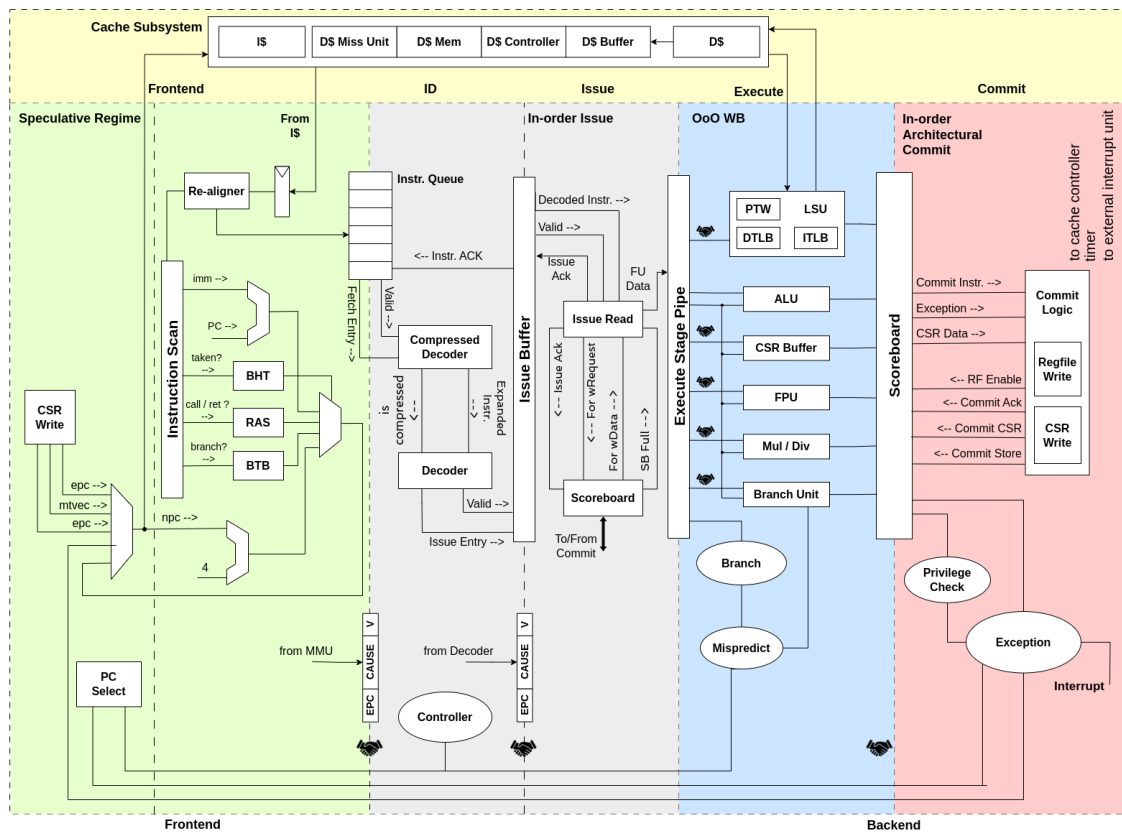 Cache Subsystem
I$
D$ Miss Unit
D$ Mem
D$ Controller
D$ Buffer
D$
Frontend
ID
Issue
Execute
Commit
Speculative Regime
From
I$
In-order Issue
OoO WB
In-order
Architectural
Commit
to cache controller
timer
to external interrupt unit
Re-aligner
Instr. Queue
Decoded Instr. -->
Valid -->
<-- Instr. ACK
Issue
Ack
FU
Data
PTW
LSU
DTLB
ITLB
Instruction Scan
imm -->
PC -->
taken?
-->
BHT
call / ret ?
-->
RAS
branch?
-->
BTB
Fetch Entry -->
Valid -->
Compressed
Decoder
is
compressed
<--
Expanded
Instr.
<--
Decoder
Valid -->
Issue Entry -->
Issue Buffer
Issue Read
<-- Issue Ack
<-- For wRequest
For wData -->
SB Full -->
Scoreboard
To/From
Commit
Execute Stage Pipe
ALU
CSR Buffer
FPU
Mul / Div
Branch Unit
Scoreboard
Commit Instr. -->
Exception -->
CSR Data -->
<-- RF Enable
<-- Commit Ack
<-- Commit CSR
<-- Commit Store
Commit
Logic
Regfile
Write
CSR
Write
CSR
Write
epc -->
mtvec -->
epc -->
npc -->
4
Branch
Mispredict
Privilege
Check
Exception
Interrupt
from MMU
V
CAUSE
EPC
from Decoder
V
CAUSE
EPC
PC
Select
Controller
Frontend
Backend